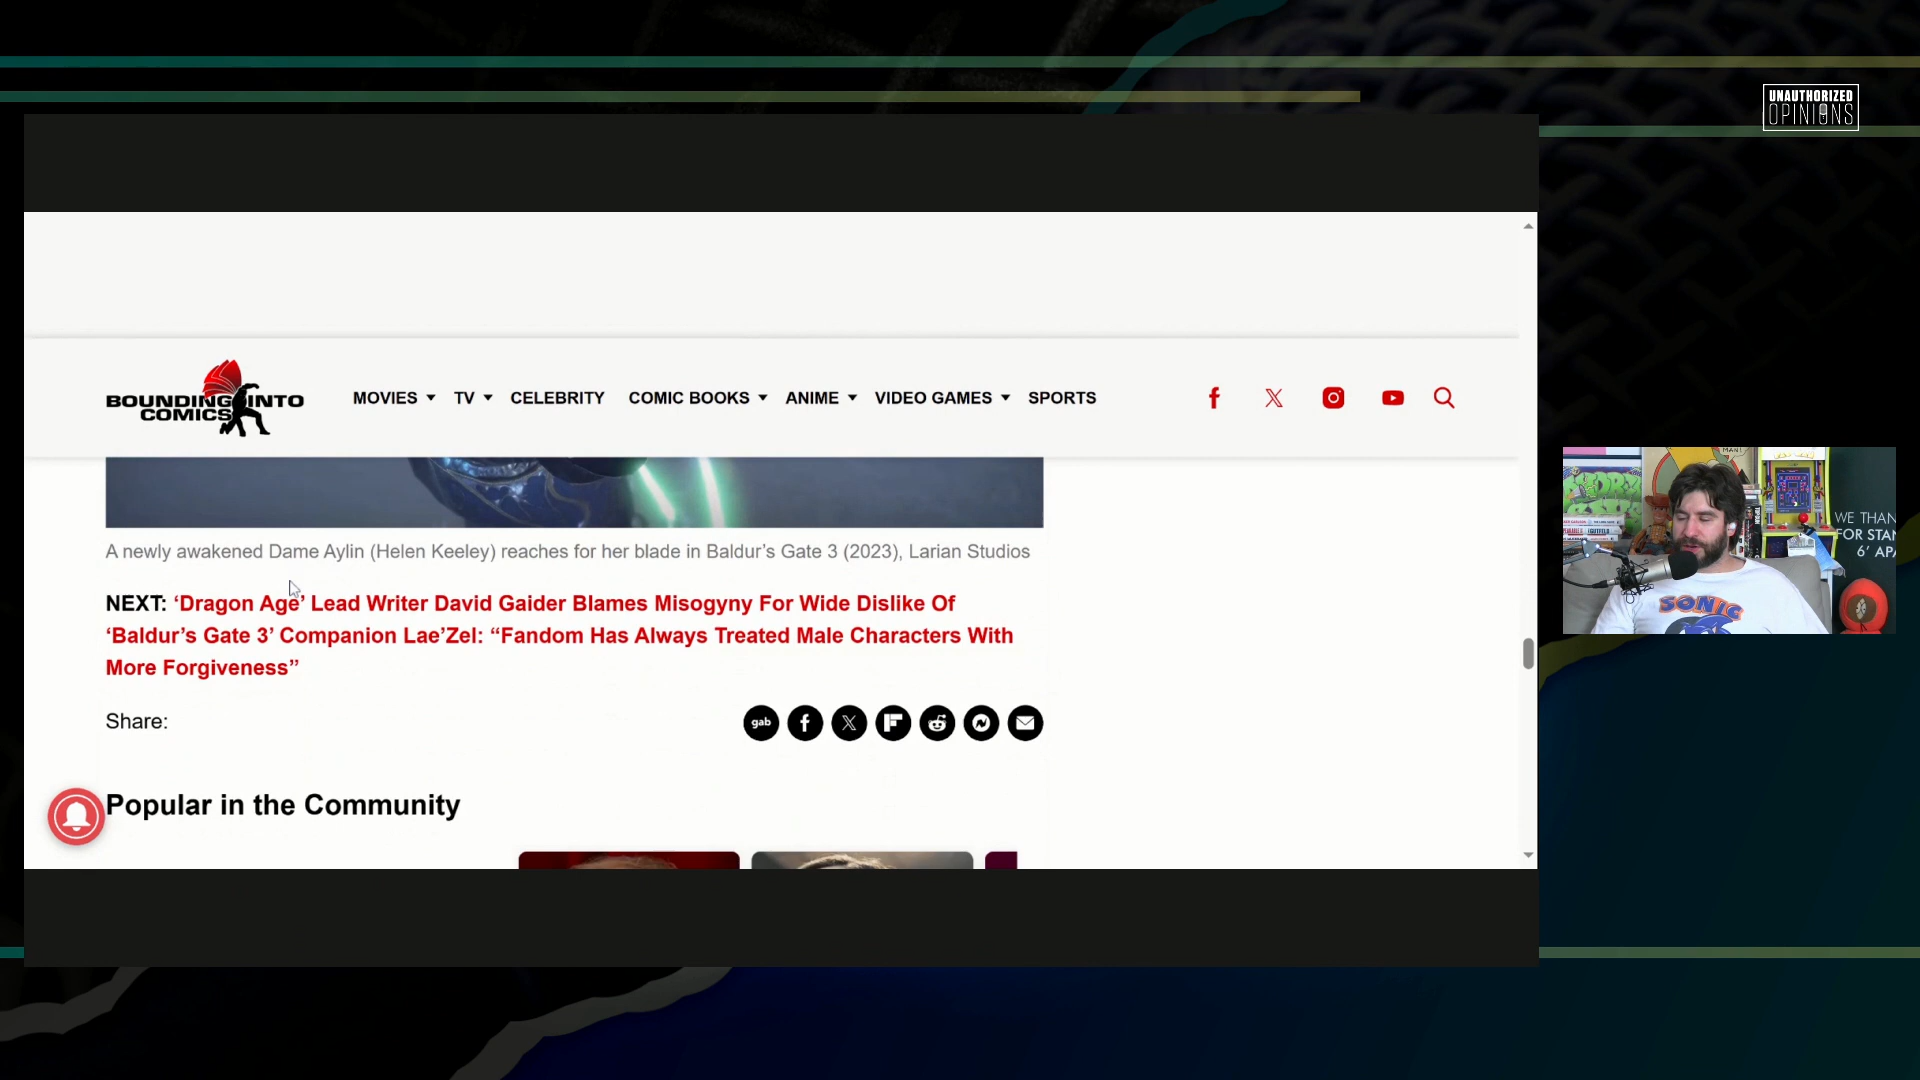 UNAUTHORIZED
OPINIONS
BOUNDING INTO
COMICS
MOVIES TV CELEBRITY COMIC BOOKS ANIME VIDEO GAMES SPORTS
A newly awakened Dame Aylin (Helen Keeley) reaches for her blade in Baldur’s Gate 3 (2023), Larian Studios
NEXT: ‘Dragon Age’ Lead Writer David Gaider Blames Misogyny For Wide Dislike Of
‘Baldur’s Gate 3’ Companion Lae’Zel: “Fandom Has Always Treated Male Characters With
More Forgiveness”
Share:
gab
Popular in the Community
MAN!
WE THAN
FOR STAN
6’ APA
SONIC